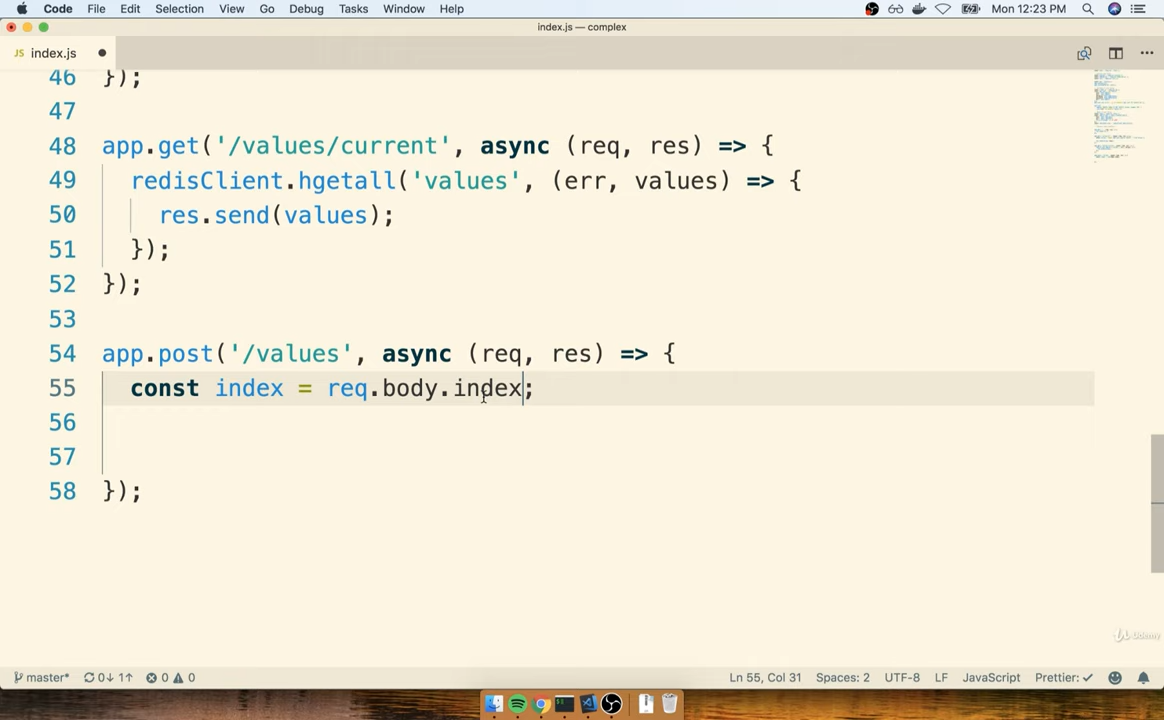 Code File Edit Selection View Go Debug Tasks Window Help Mon 12:23 PM
index.js — complex
JS index.js
46 });
47
48 app.get('/values/current', async (req, res) => {
49 redisClient.hgetall('values', (err, values) => {
50 res.send(values);
51 });
52 });
53
54 app.post('/values', async (req, res) => {
55 const index = req.body.index;
56
57
58 });
Udemy
master* 0↓ 1↑ 0 0 Ln 55, Col 31 Spaces: 2 UTF-8 LF JavaScript Prettier: ✓